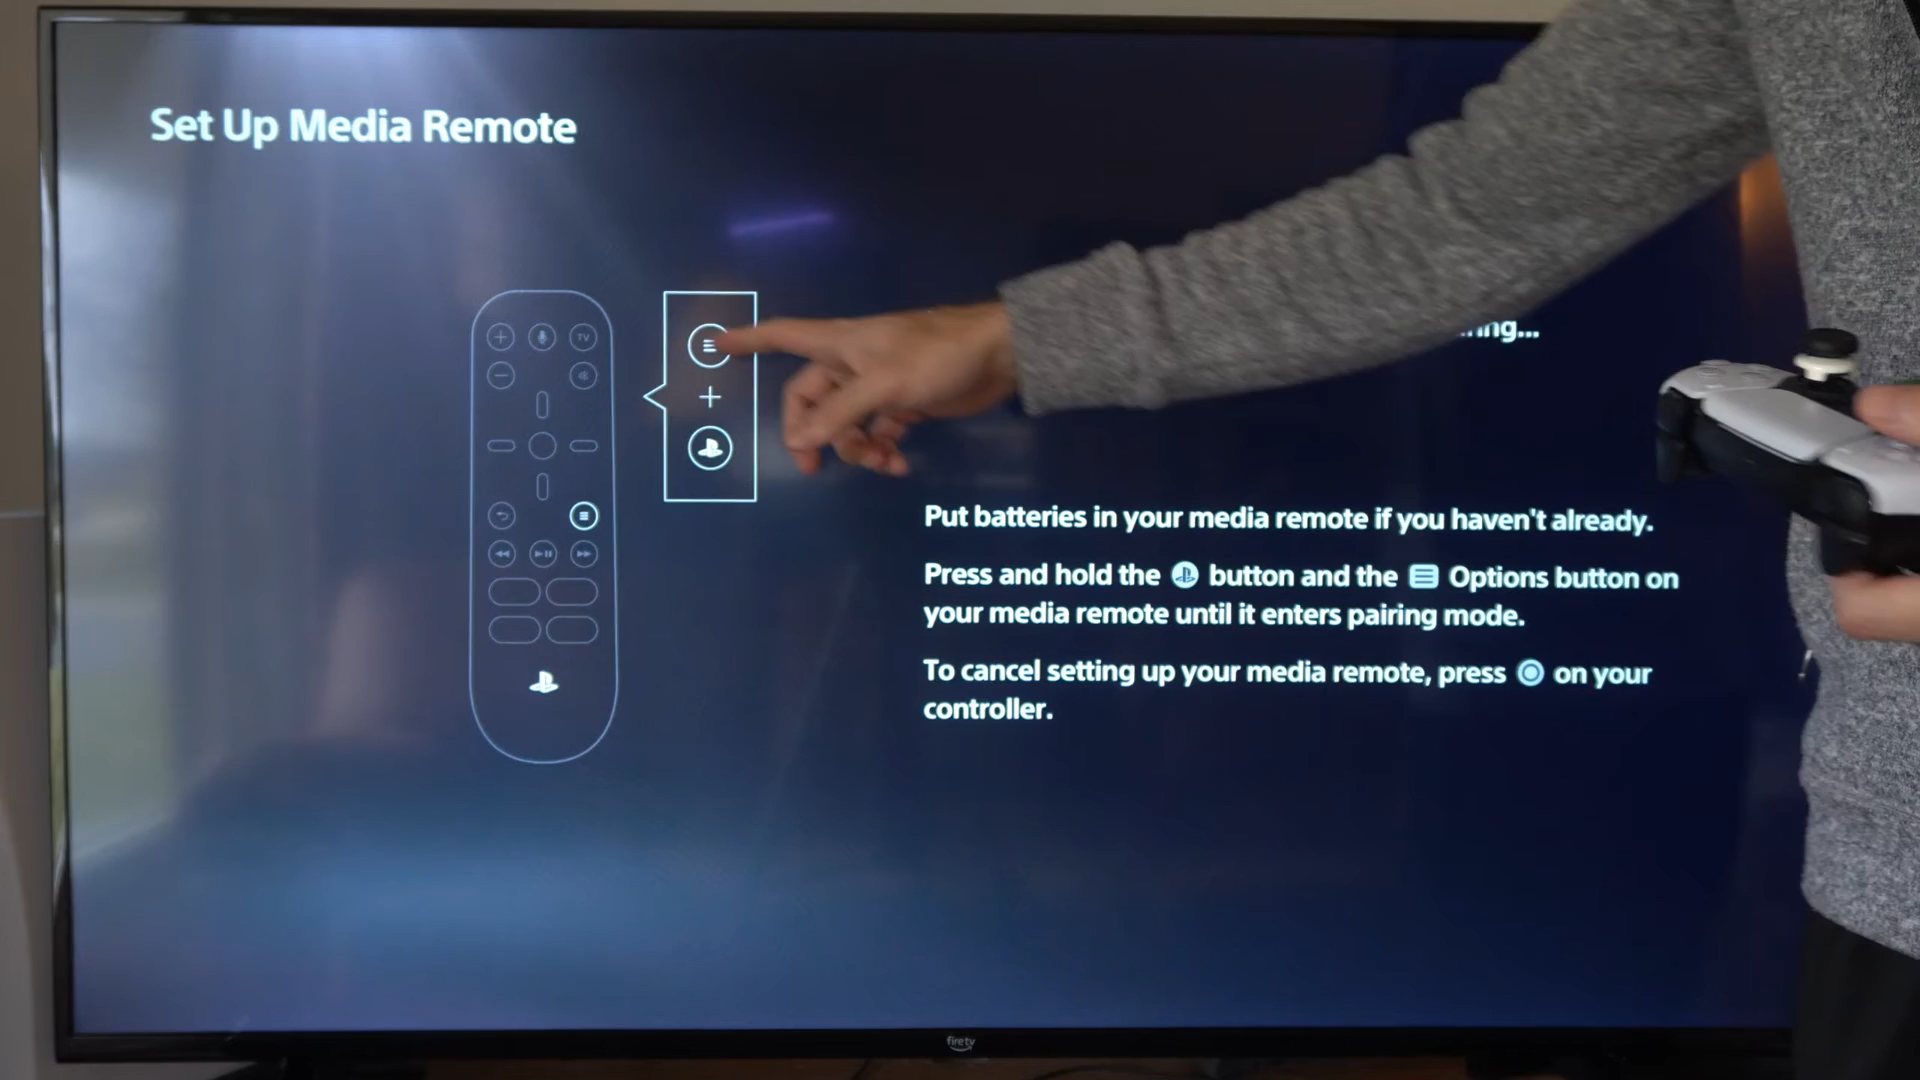 Set Up Media Remote
TV
Put batteries in your media remote if you haven't already.
Press and hold the button and the Options button on
your media remote until it enters pairing mode.
To cancel setting up your media remote, press on your
controller.
firetv